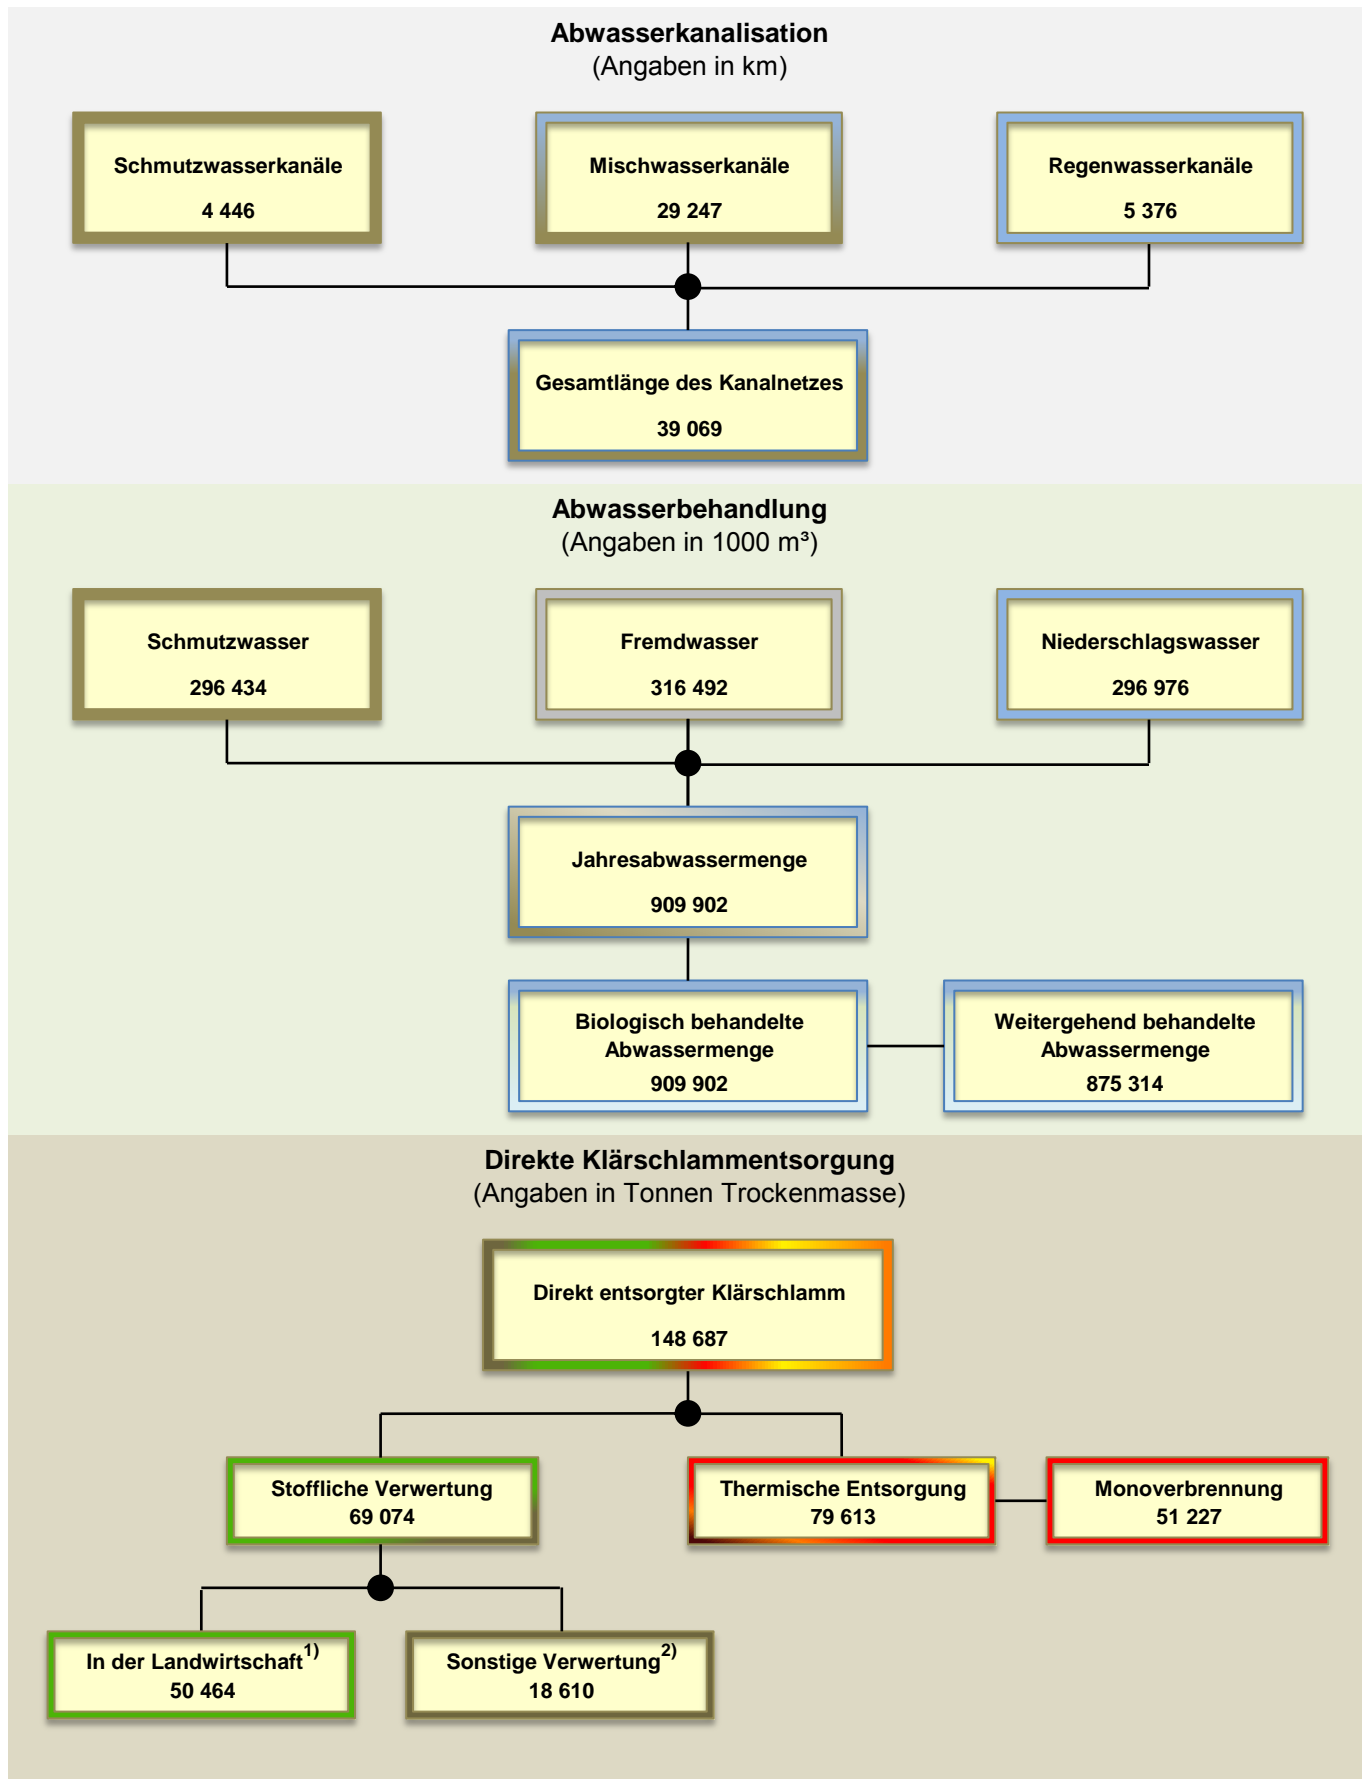 Abwasserkanalisation
(Angaben in km)
Schmutzwasserkanäle
4 446
Mischwasserkanäle
29 247
Regenwasserkanäle
5 376
Gesamtlänge des Kanalnetzes
39 069
Abwasserbehandlung
(Angaben in 1000 m³)
Schmutzwasser
296 434
Fremdwasser
316 492
Niederschlagswasser
296 976
Jahresabwassermenge
909 902
Biologisch behandelte
Abwassermenge
909 902
Weitergehend behandelte
Abwassermenge
875 314
Direkte Klärschlammentsorgung
(Angaben in Tonnen Trockenmasse)
Direkt entsorgter Klärschlamm
148 687
Stoffliche Verwertung
69 074
Thermische Entsorgung
79 613
Monoverbrennung
51 227
In der Landwirtschaft1)
50 464
Sonstige Verwertung2)
18 610